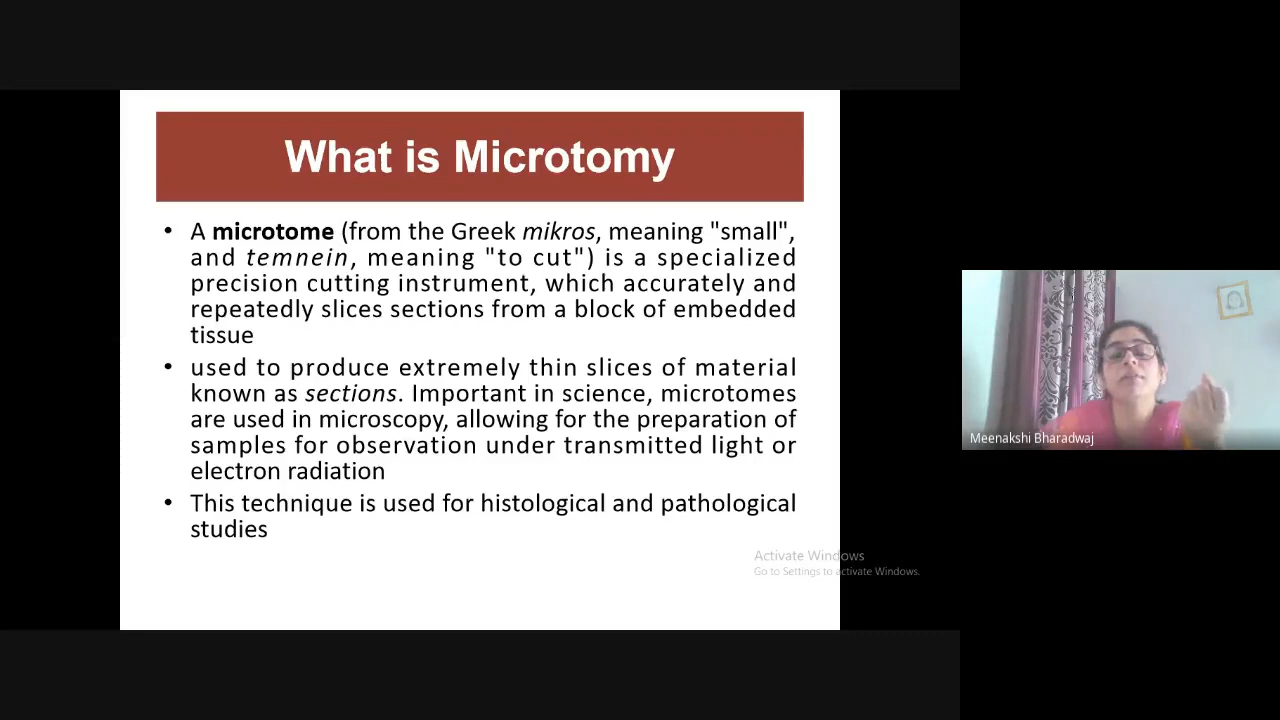 What is Microtomy
• A microtome (from the Greek mikros, meaning "small",
and temnein, meaning "to cut") is a specialized
precision cutting instrument, which accurately and
repeatedly slices sections from a block of embedded
tissue
• used to produce extremely thin slices of material
known as sections. Important in science, microtomes
are used in microscopy, allowing for the preparation of
samples for observation under transmitted light or
electron radiation
• This technique is used for histological and pathological
studies
Activate Windows
Go to Settings to activate Windows.
Meenakshi Bharadwaj